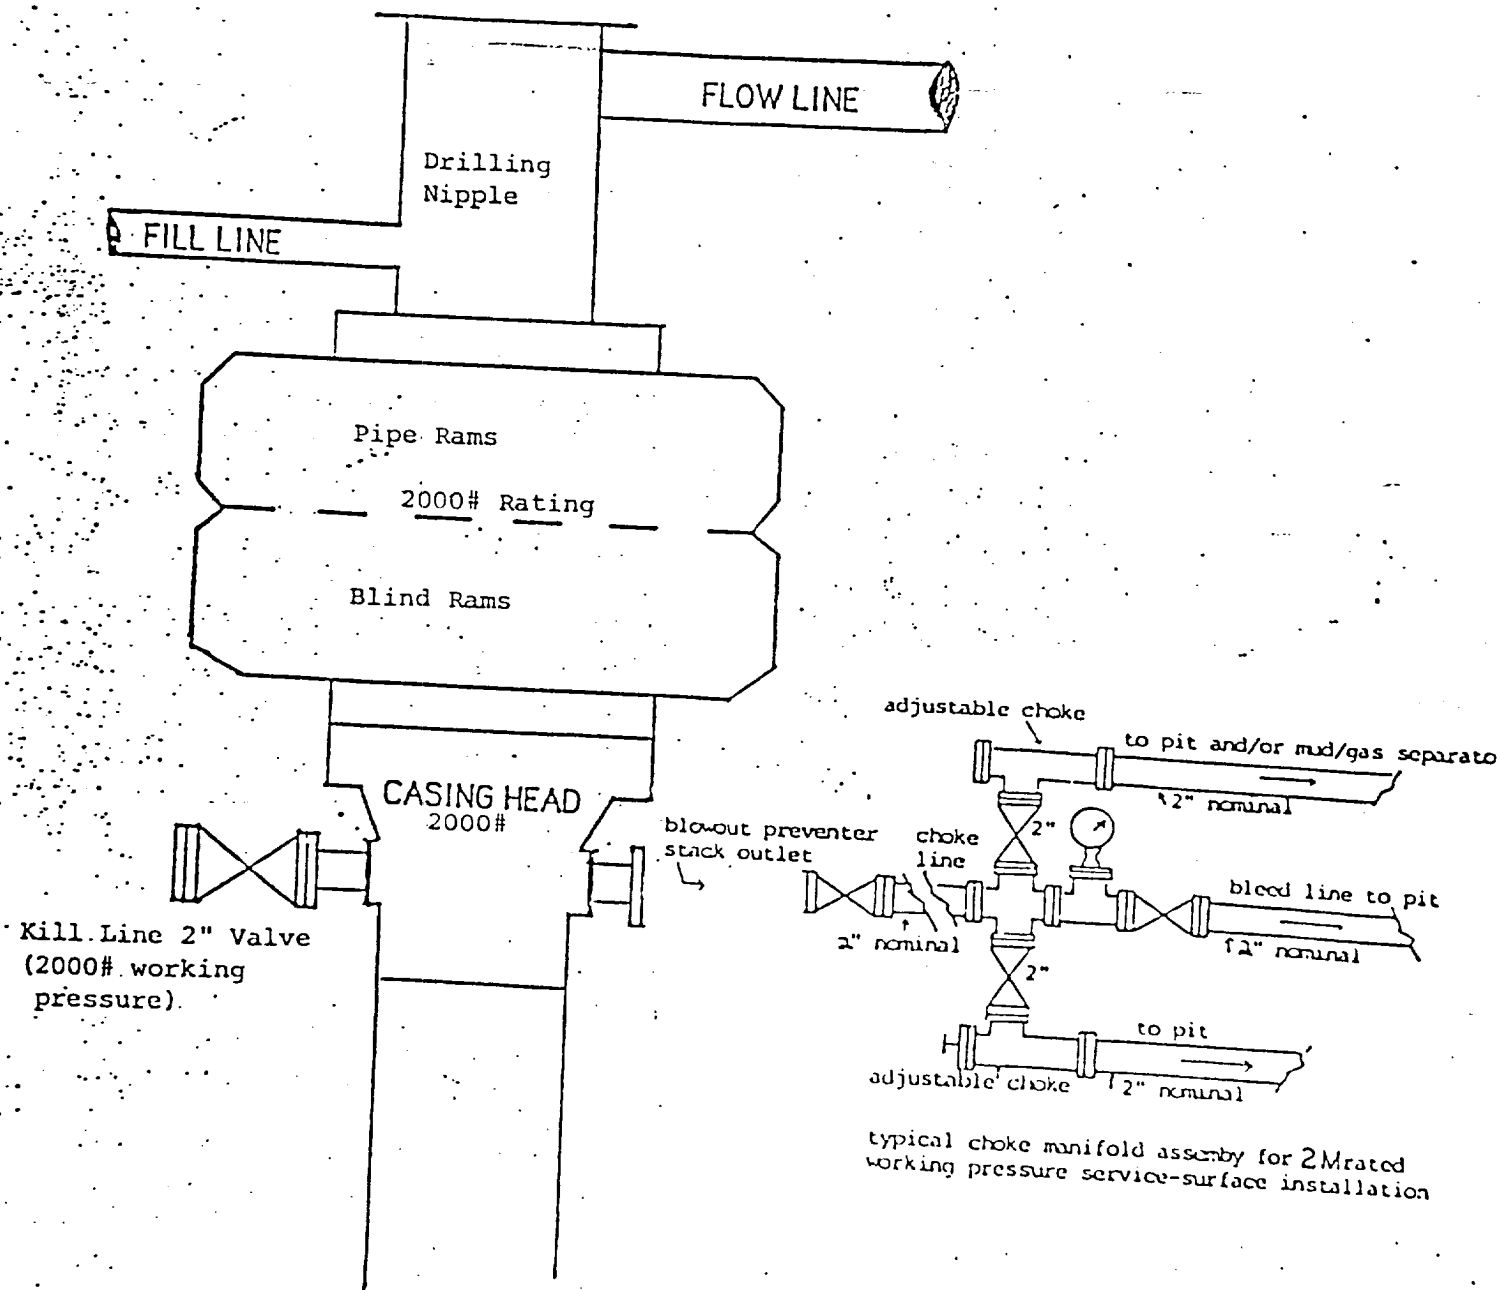 FLOW LINE
Drilling
Nipple
FILL LINE
Pipe Rams
2000# Rating
Blind Rams
CASING HEAD
2000#
Kill Line 2" Valve
(2000# working
pressure)
blowout preventer
stack outlet
choke
line
2" nominal
adjustable choke
to pit and/or mud/gas separato
2" nominal
2"
bleed line to pit
2" nominal
2"
to pit
adjustable choke
2" nominal
typical choke manifold assemby for 2M rated
working pressure service-surface installation